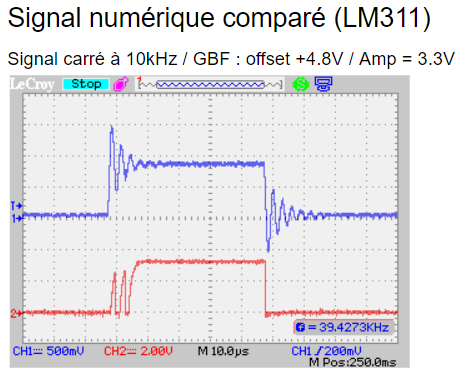 Signal numérique comparé (LM311)
Signal carré à 10kHz / GBF : offset +4.8V / Amp = 3.3V
LeCroy Stop
T
1
2
f = 39.4273KHz
CH1 500mV CH2 2.00V M 10.0µs CH1 200mV
M Pos:250.0ms